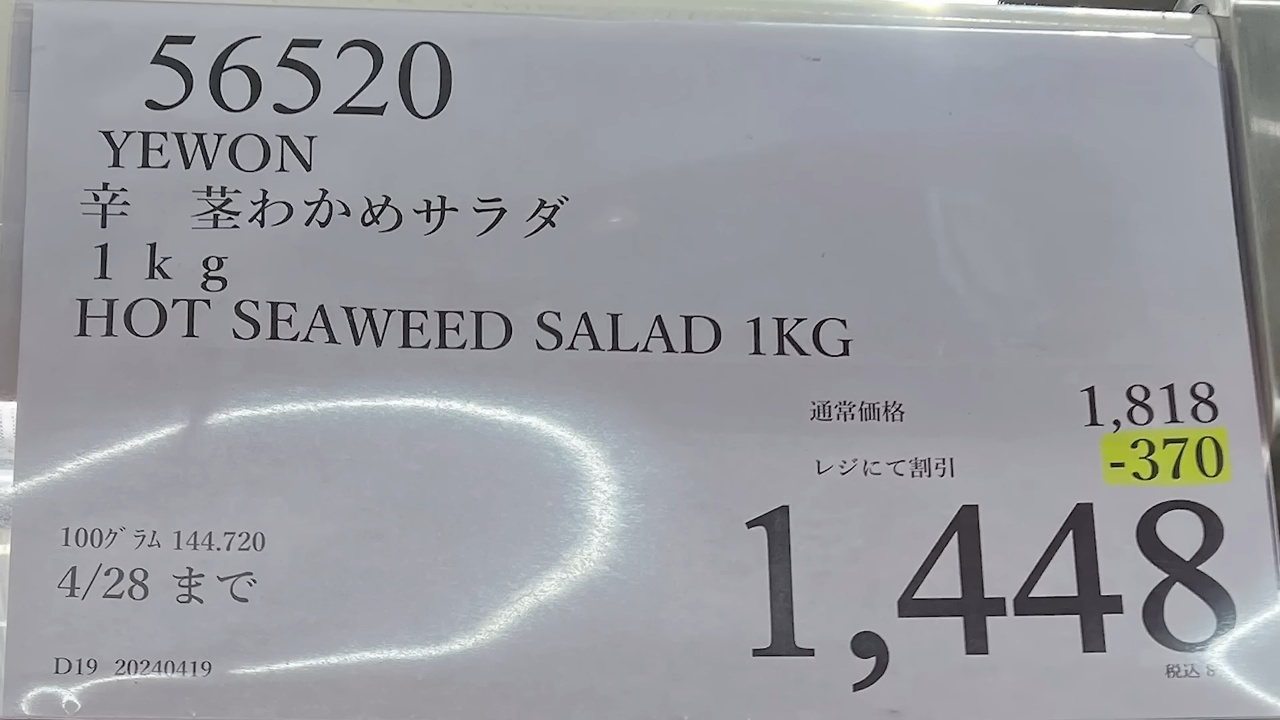 56520
YEWON
辛　茎わかめサラダ
１ｋｇ
HOT SEAWEED SALAD 1KG
通常価格 1,818
レジにて割引 -370
1,448
100ｸﾞﾗﾑ 144.720
4/28 まで
税込
D19 20240419